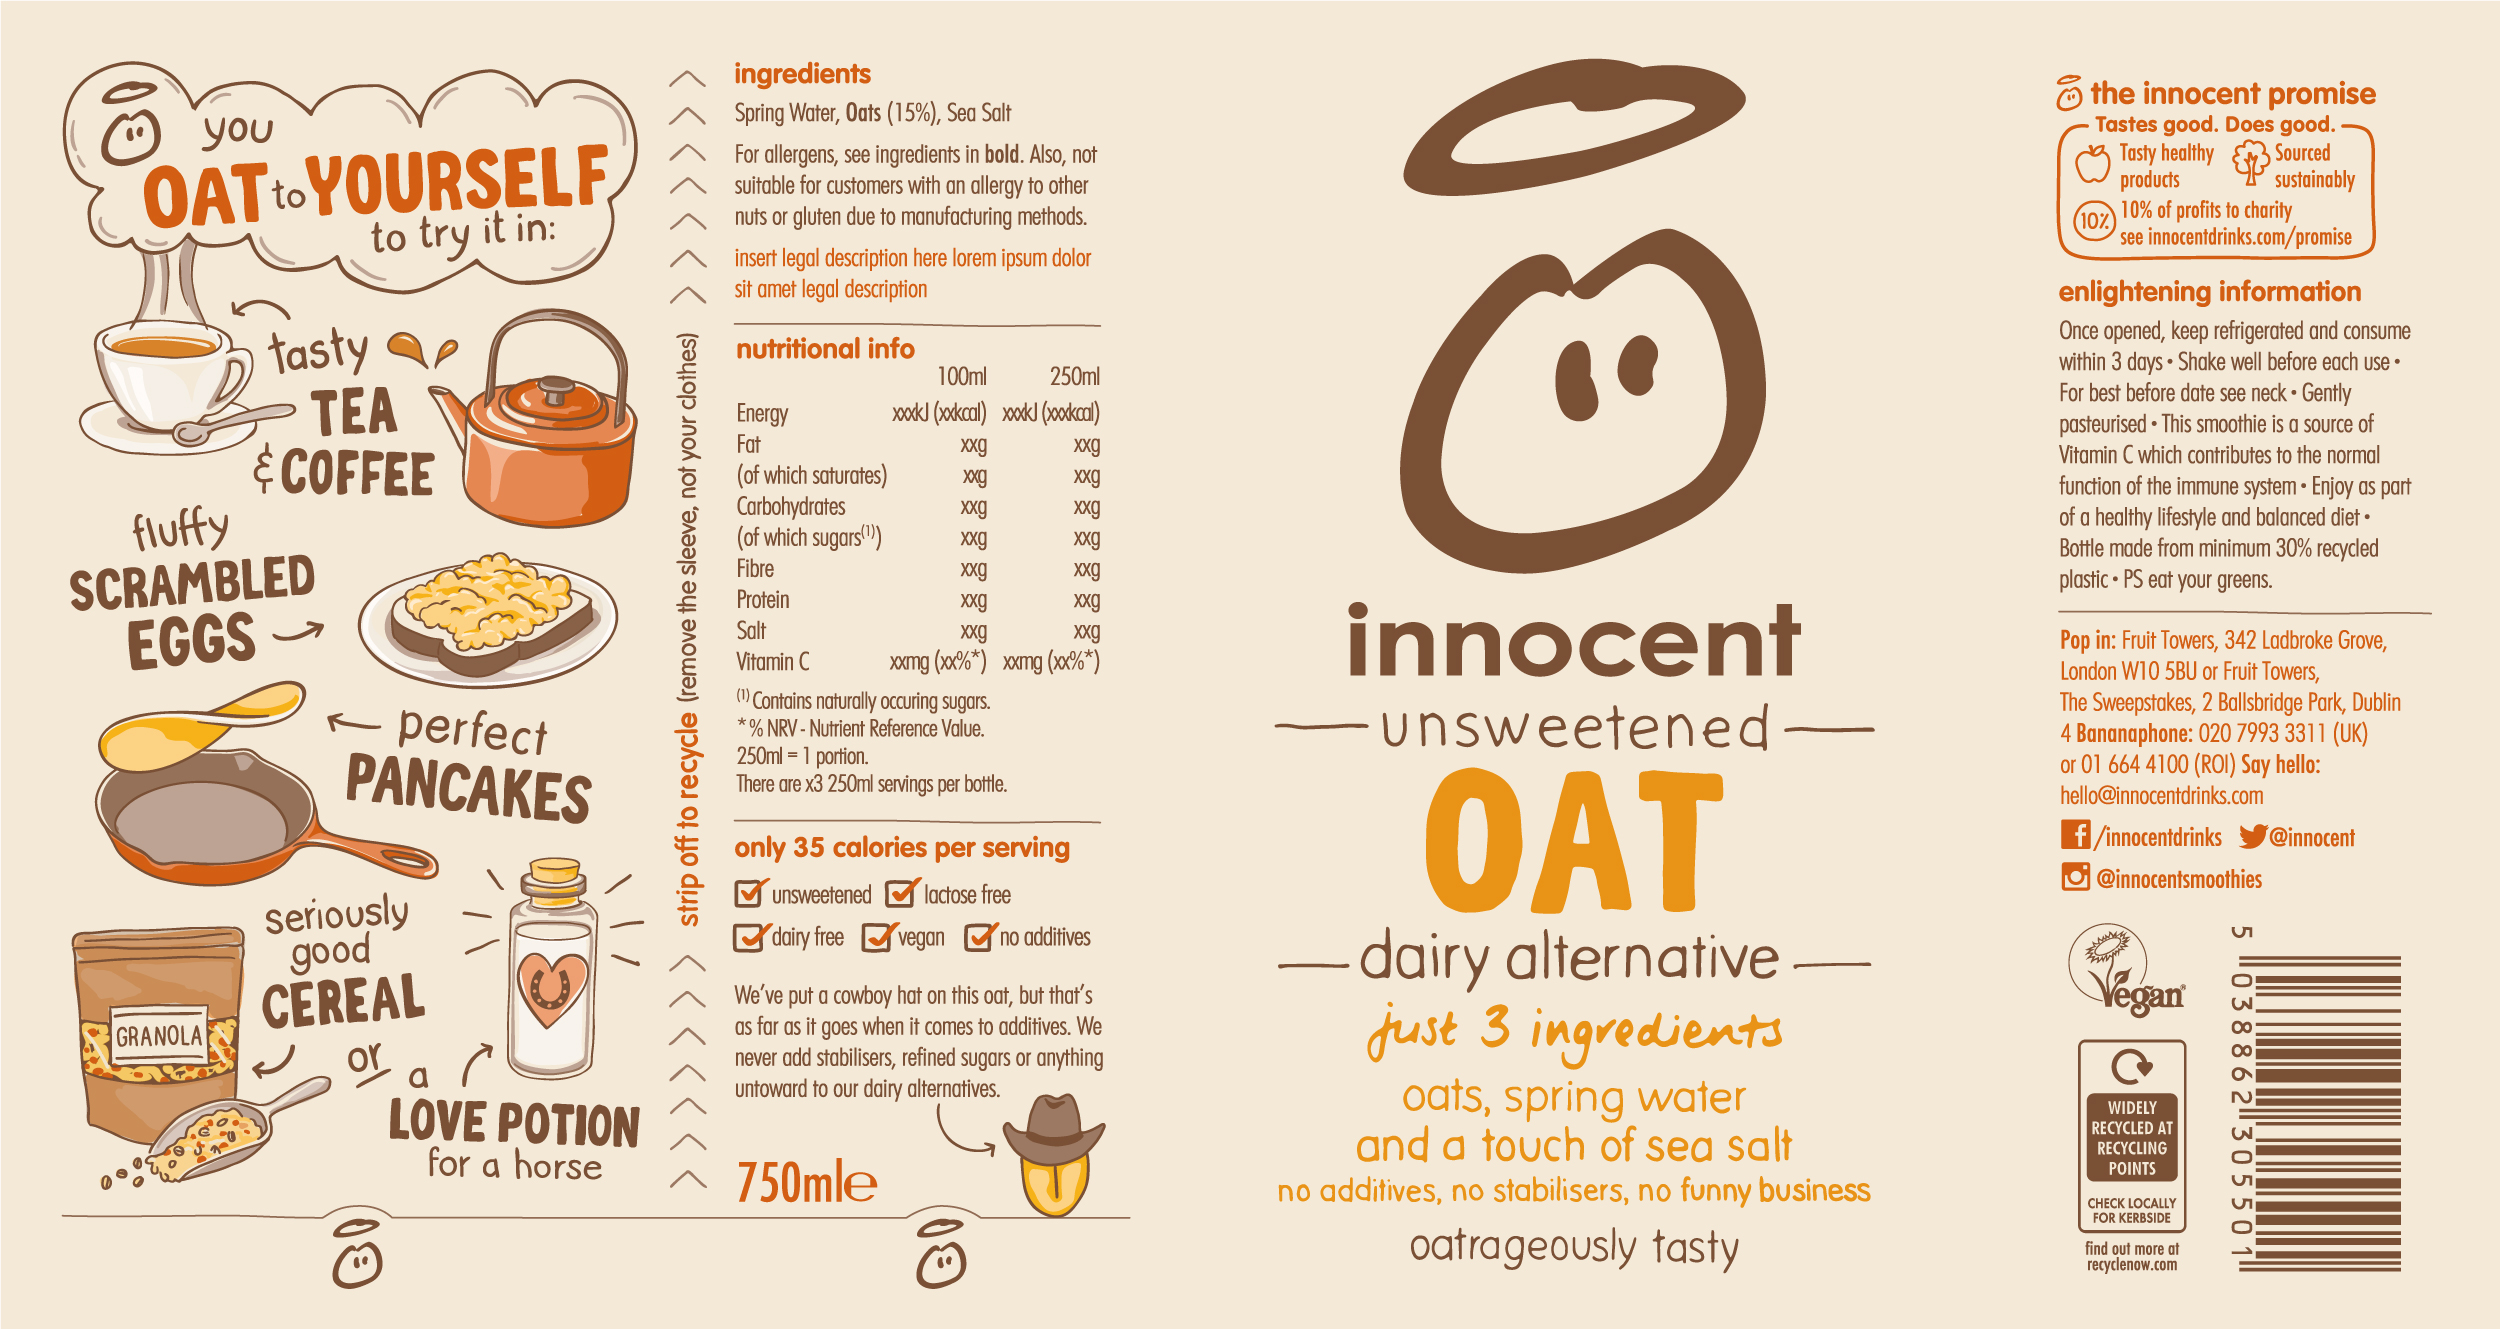 you
OAT to YOURSELF
to try it in:
tasty
TEA
& COFFEE
fluffy
SCRAMBLED
EGGS
perfect
PANCAKES
seriously
good
CEREAL
GRANOLA
or a
LOVE POTION
for a horse
strip off to recycle (remove the sleeve, not your clothes)
ingredients
Spring Water, Oats (15%), Sea Salt
For allergens, see ingredients in bold. Also, not
suitable for customers with an allergy to other
nuts or gluten due to manufacturing methods.
insert legal description here lorem ipsum dolor
sit amet legal description
nutritional info
100ml 250ml
Energy xxxkJ (xxkcal) xxxkJ (xxxkcal)
Fat xxg xxg
(of which saturates) xxg xxg
Carbohydrates xxg xxg
(of which sugars(1)) xxg xxg
Fibre xxg xxg
Protein xxg xxg
Salt xxg xxg
Vitamin C xxmg (xx%*) xxmg (xx%*)
(1) Contains naturally occuring sugars.
* % NRV - Nutrient Reference Value.
250ml = 1 portion.
There are x3 250ml servings per bottle.
only 35 calories per serving
unsweetened lactose free
dairy free vegan no additives
We've put a cowboy hat on this oat, but that's
as far as it goes when it comes to additives. We
never add stabilisers, refined sugars or anything
untoward to our dairy alternatives.
750ml℮
innocent
unsweetened
OAT
dairy alternative
just 3 ingredients
oats, spring water
and a touch of sea salt
no additives, no stabilisers, no funny business
oatrageously tasty
the innocent promise
Tastes good. Does good.
Tasty healthy
products
Sourced
sustainably
10%
10% of profits to charity
see innocentdrinks.com/promise
enlightening information
Once opened, keep refrigerated and consume
within 3 days • Shake well before each use •
For best before date see neck • Gently
pasteurised • This smoothie is a source of
Vitamin C which contributes to the normal
function of the immune system • Enjoy as part
of a healthy lifestyle and balanced diet •
Bottle made from minimum 30% recycled
plastic • PS eat your greens.
Pop in: Fruit Towers, 342 Ladbroke Grove,
London W10 5BU or Fruit Towers,
The Sweepstakes, 2 Ballsbridge Park, Dublin
4 Bananaphone: 020 7993 3311 (UK)
or 01 664 4100 (ROI) Say hello:
hello@innocentdrinks.com
/innocentdrinks @innocent
@innocentsmoothies
Vegan
WIDELY
RECYCLED AT
RECYCLING
POINTS
CHECK LOCALLY
FOR KERBSIDE
find out more at
recyclenow.com
5 038862 305501